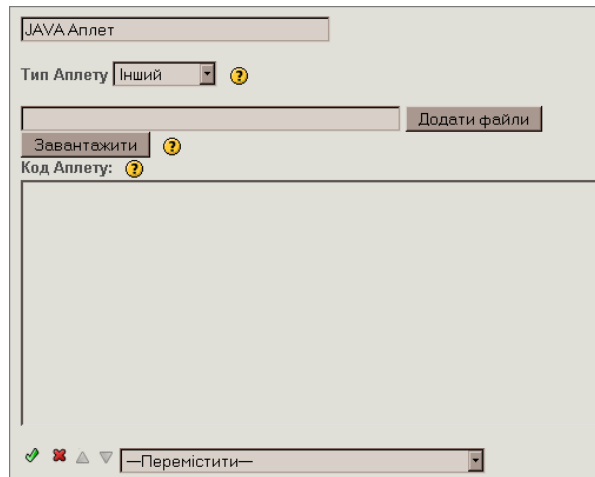 JAVA Аплет
Тип Аплету Інший ?
Додати файли
Завантажити ?
Код Аплету: ?
—Перемістити—